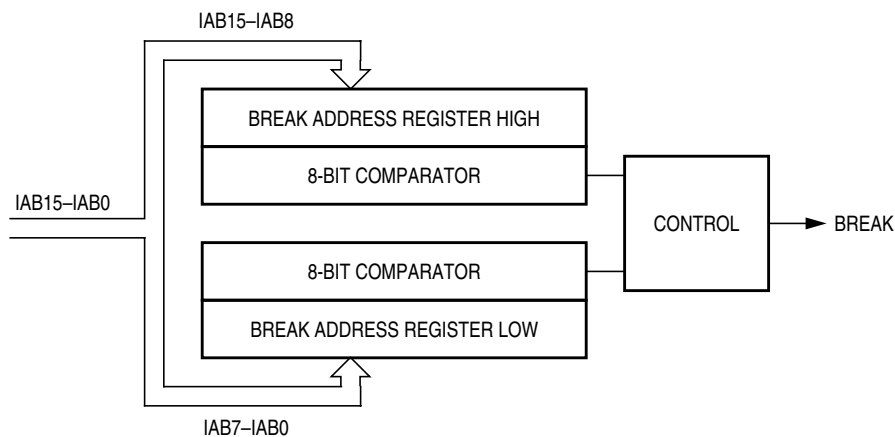 IAB15–IAB8
BREAK ADDRESS REGISTER HIGH
8-BIT COMPARATOR
IAB15–IAB0
CONTROL
BREAK
8-BIT COMPARATOR
BREAK ADDRESS REGISTER LOW
IAB7–IAB0